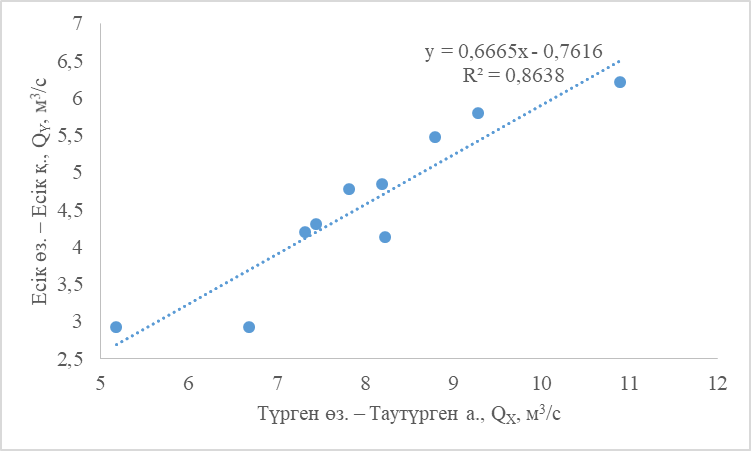 7
6,5
6
5,5
5
4,5
4
3,5
3
2,5
y = 0,6665x - 0,7616
R² = 0,8638
Есік өз. – Есік қ., QY, м³/с
5 6 7 8 9 10 11 12
Түрген өз. – Таутүрген а., QX, м³/с